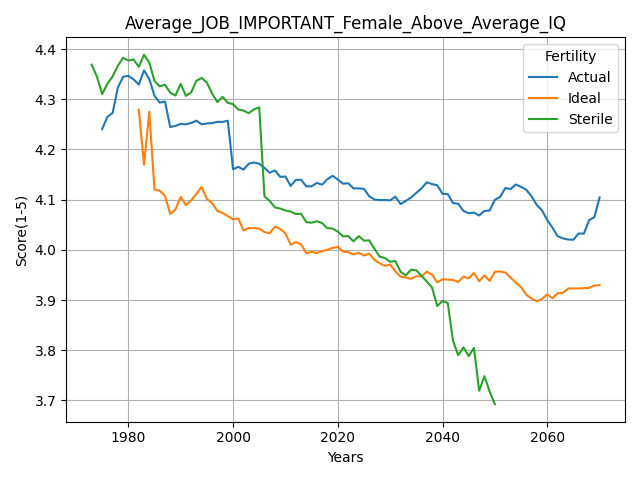 Average_JOB_IMPORTANT_Female_Above_Average_IQ
Fertility
Actual
Ideal
Sterile
Score(1-5)
4.4
4.3
4.2
4.1
4.0
3.9
3.8
3.7
1980 2000 2020 2040 2060
Years